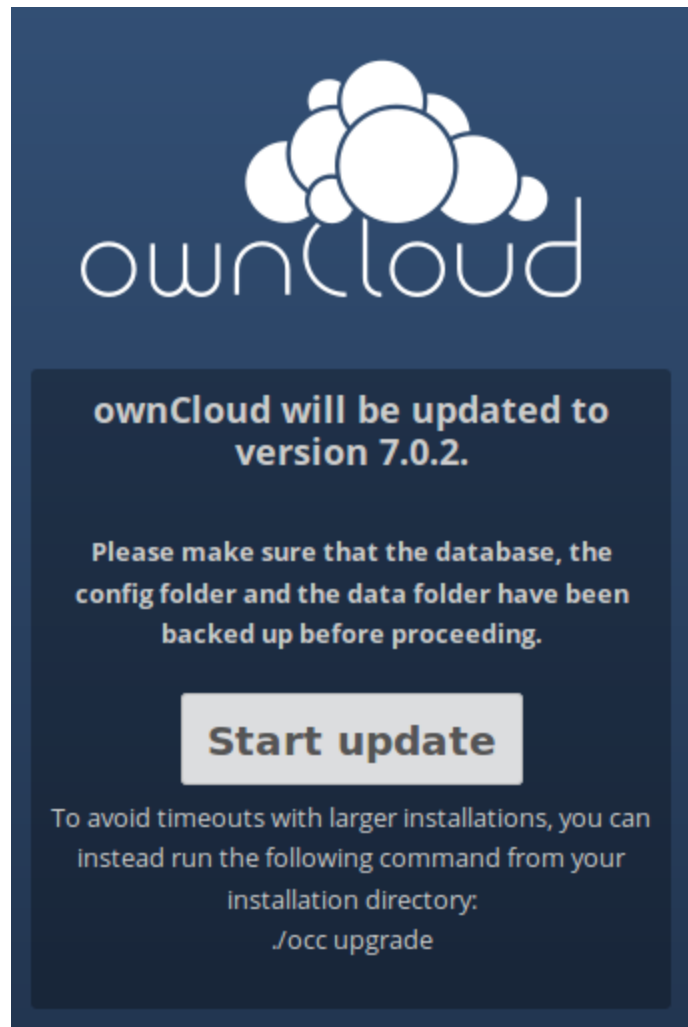 ownCloud
ownCloud will be updated to
version 7.0.2.
Please make sure that the database, the
config folder and the data folder have been
backed up before proceeding.
Start update
To avoid timeouts with larger installations, you can
instead run the following command from your
installation directory:
./occ upgrade